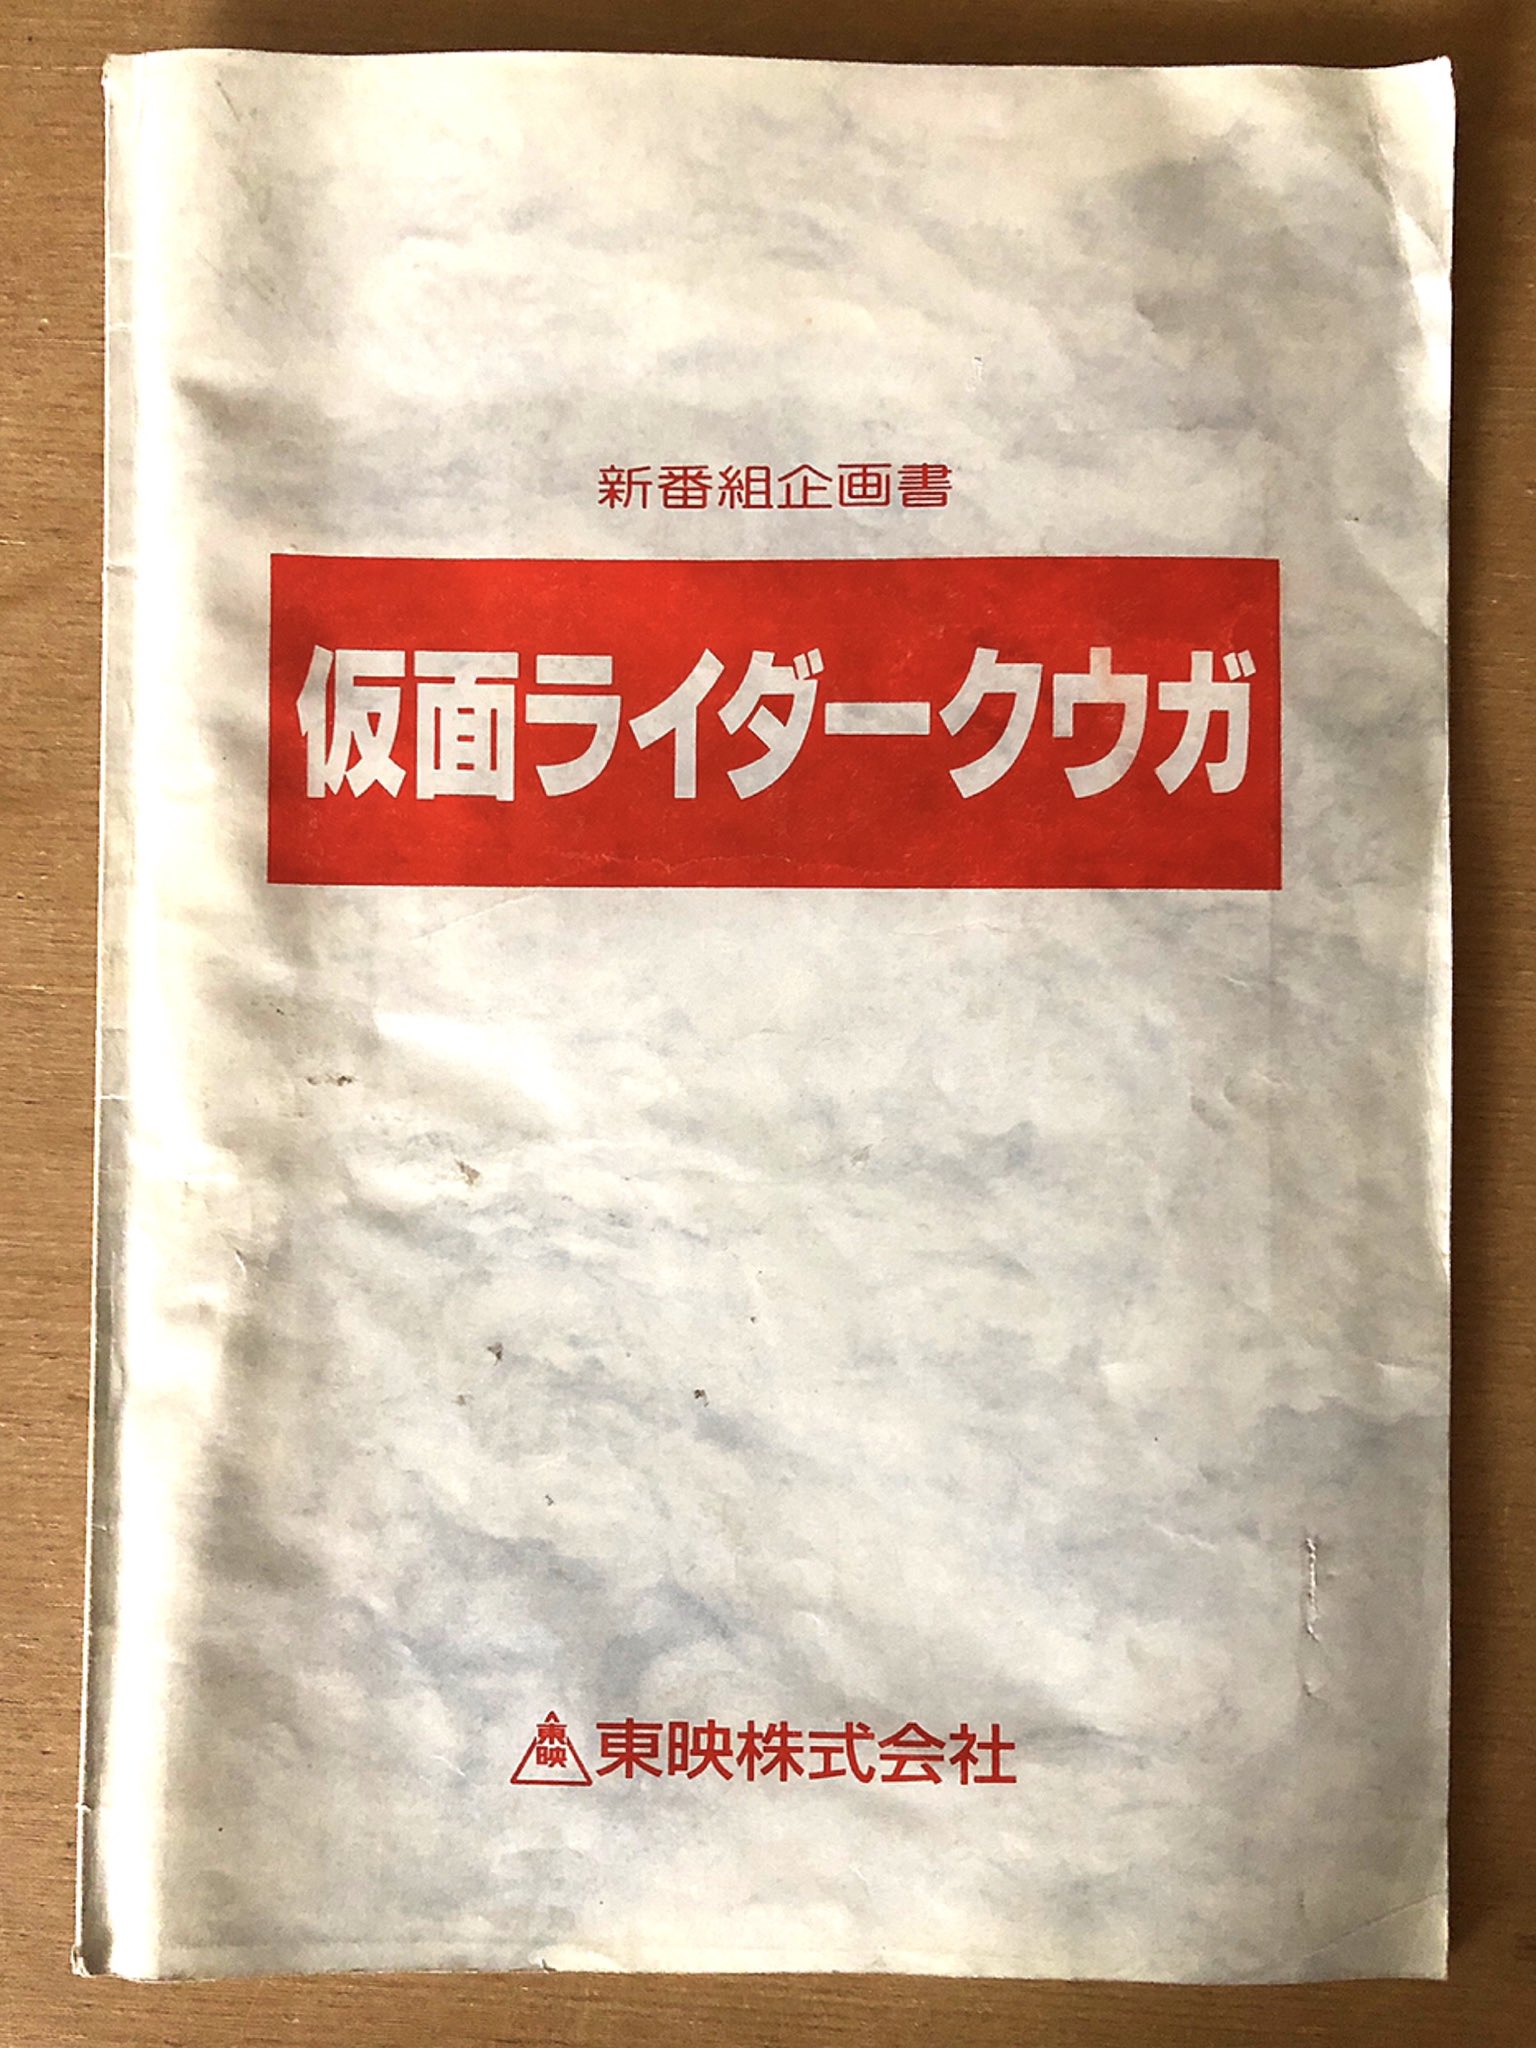 新番組企画書
仮面ライダークウガ
東映 東映株式会社